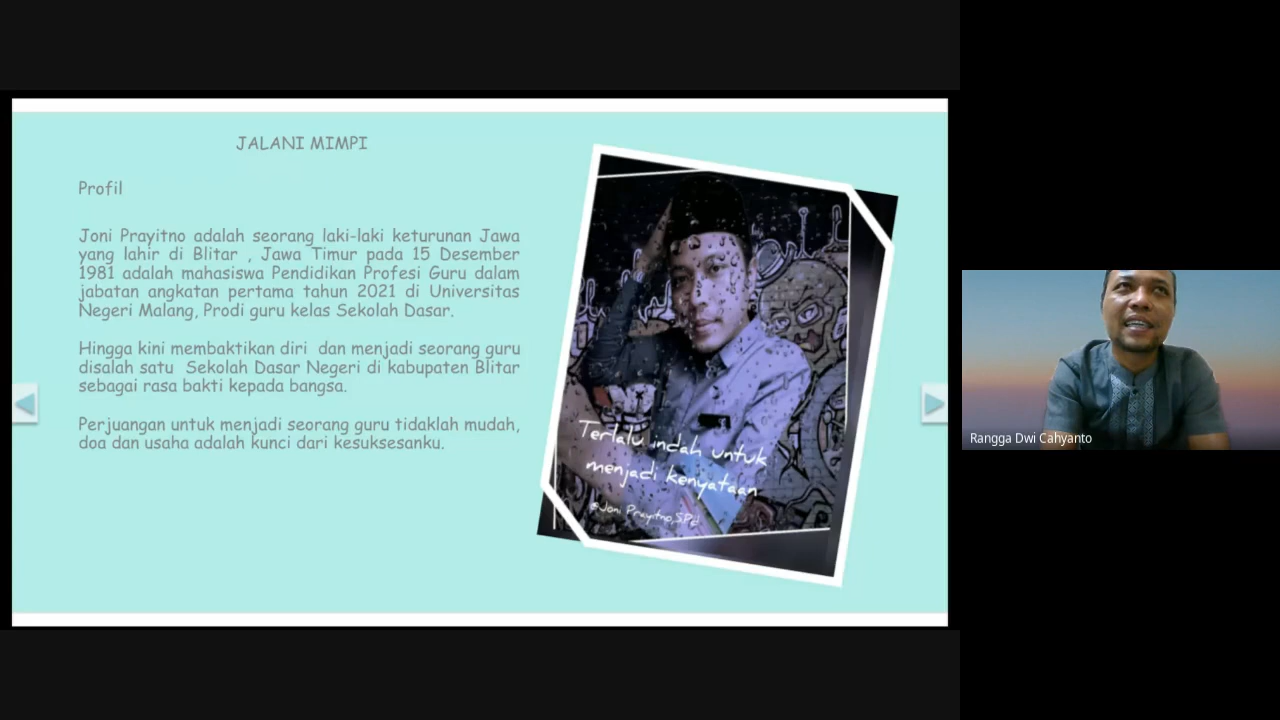 JALANI MIMPI
Profil
Joni Prayitno adalah seorang laki-laki keturunan Jawa
yang lahir di Blitar , Jawa Timur pada 15 Desember
1981 adalah mahasiswa Pendidikan Profesi Guru dalam
jabatan angkatan pertama tahun 2021 di Universitas
Negeri Malang, Prodi guru kelas Sekolah Dasar.
Hingga kini membaktikan diri  dan menjadi seorang guru
disalah satu  Sekolah Dasar Negeri di kabupaten Blitar
sebagai rasa bakti kepada bangsa.
Perjuangan untuk menjadi seorang guru tidaklah mudah,
doa dan usaha adalah kunci dari kesuksesanku.
Terlalu indah untuk
menjadi kenyataan
@Joni Prayitno,S.Pd
Rangga Dwi Cahyanto